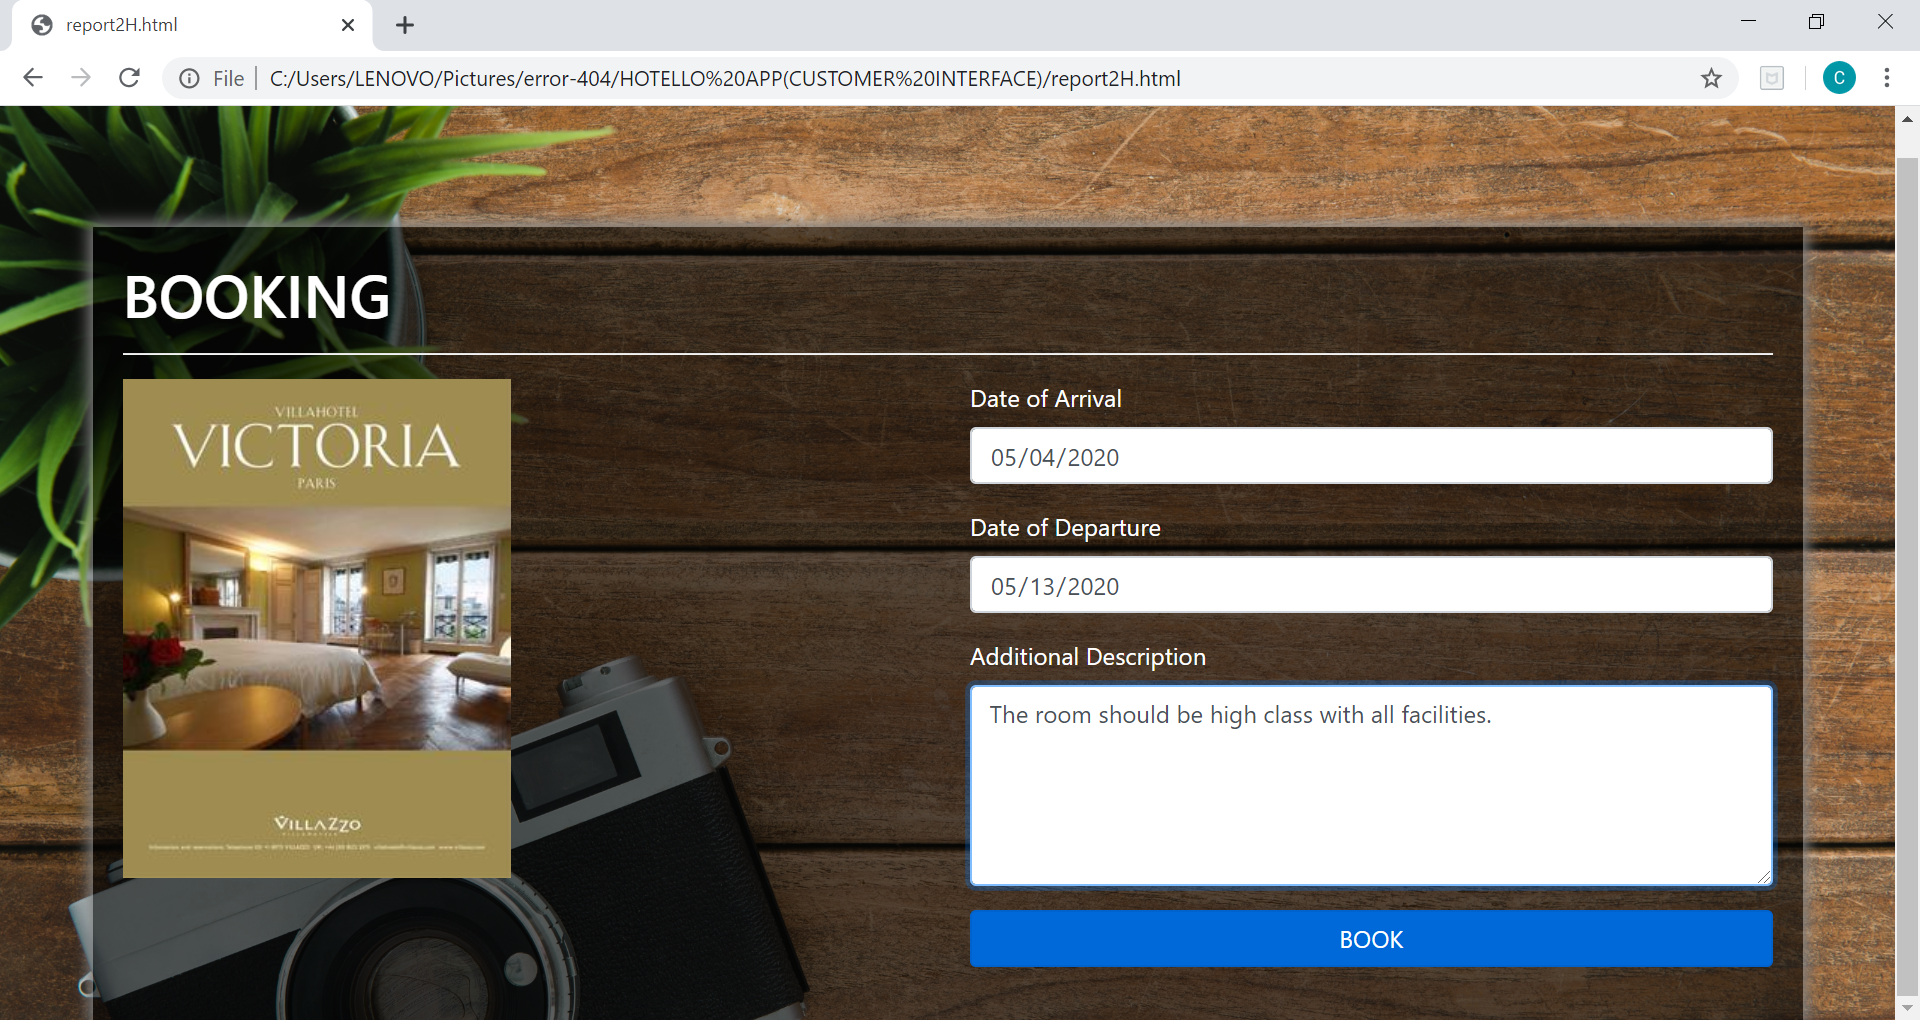 report2H.html
File
C:/Users/LENOVO/Pictures/error-404/HOTELLO%20APP(CUSTOMER%20INTERFACE)/report2H.html
C
BOOKING
VILLAHOTEL
VICTORIA
PARIS
VILLAZZO
Date of Arrival
05/04/2020
Date of Departure
05/13/2020
Additional Description
The room should be high class with all facilities.
BOOK